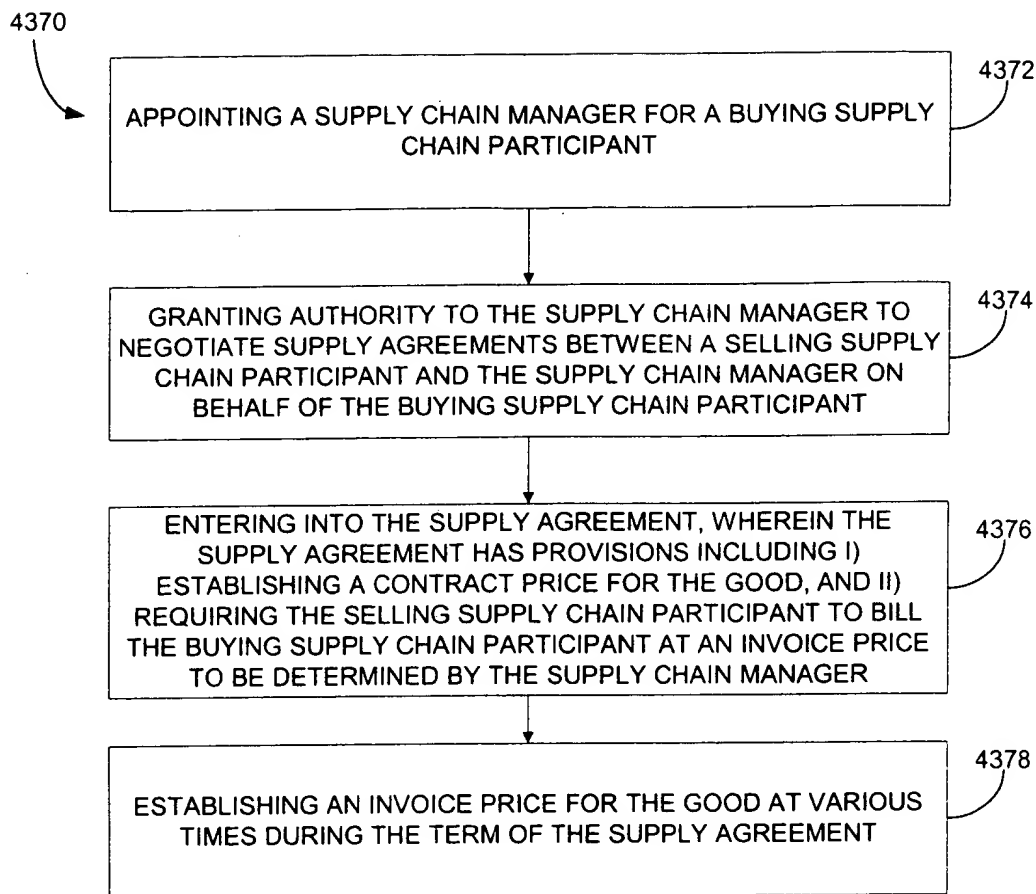 4370
4372
APPOINTING A SUPPLY CHAIN MANAGER FOR A BUYING SUPPLY
CHAIN PARTICIPANT
4374
GRANTING AUTHORITY TO THE SUPPLY CHAIN MANAGER TO
NEGOTIATE SUPPLY AGREEMENTS BETWEEN A SELLING SUPPLY
CHAIN PARTICIPANT AND THE SUPPLY CHAIN MANAGER ON
BEHALF OF THE BUYING SUPPLY CHAIN PARTICIPANT
4376
ENTERING INTO THE SUPPLY AGREEMENT, WHEREIN THE
SUPPLY AGREEMENT HAS PROVISIONS INCLUDING I)
ESTABLISHING A CONTRACT PRICE FOR THE GOOD, AND II)
REQUIRING THE SELLING SUPPLY CHAIN PARTICIPANT TO BILL
THE BUYING SUPPLY CHAIN PARTICIPANT AT AN INVOICE PRICE
TO BE DETERMINED BY THE SUPPLY CHAIN MANAGER
4378
ESTABLISHING AN INVOICE PRICE FOR THE GOOD AT VARIOUS
TIMES DURING THE TERM OF THE SUPPLY AGREEMENT